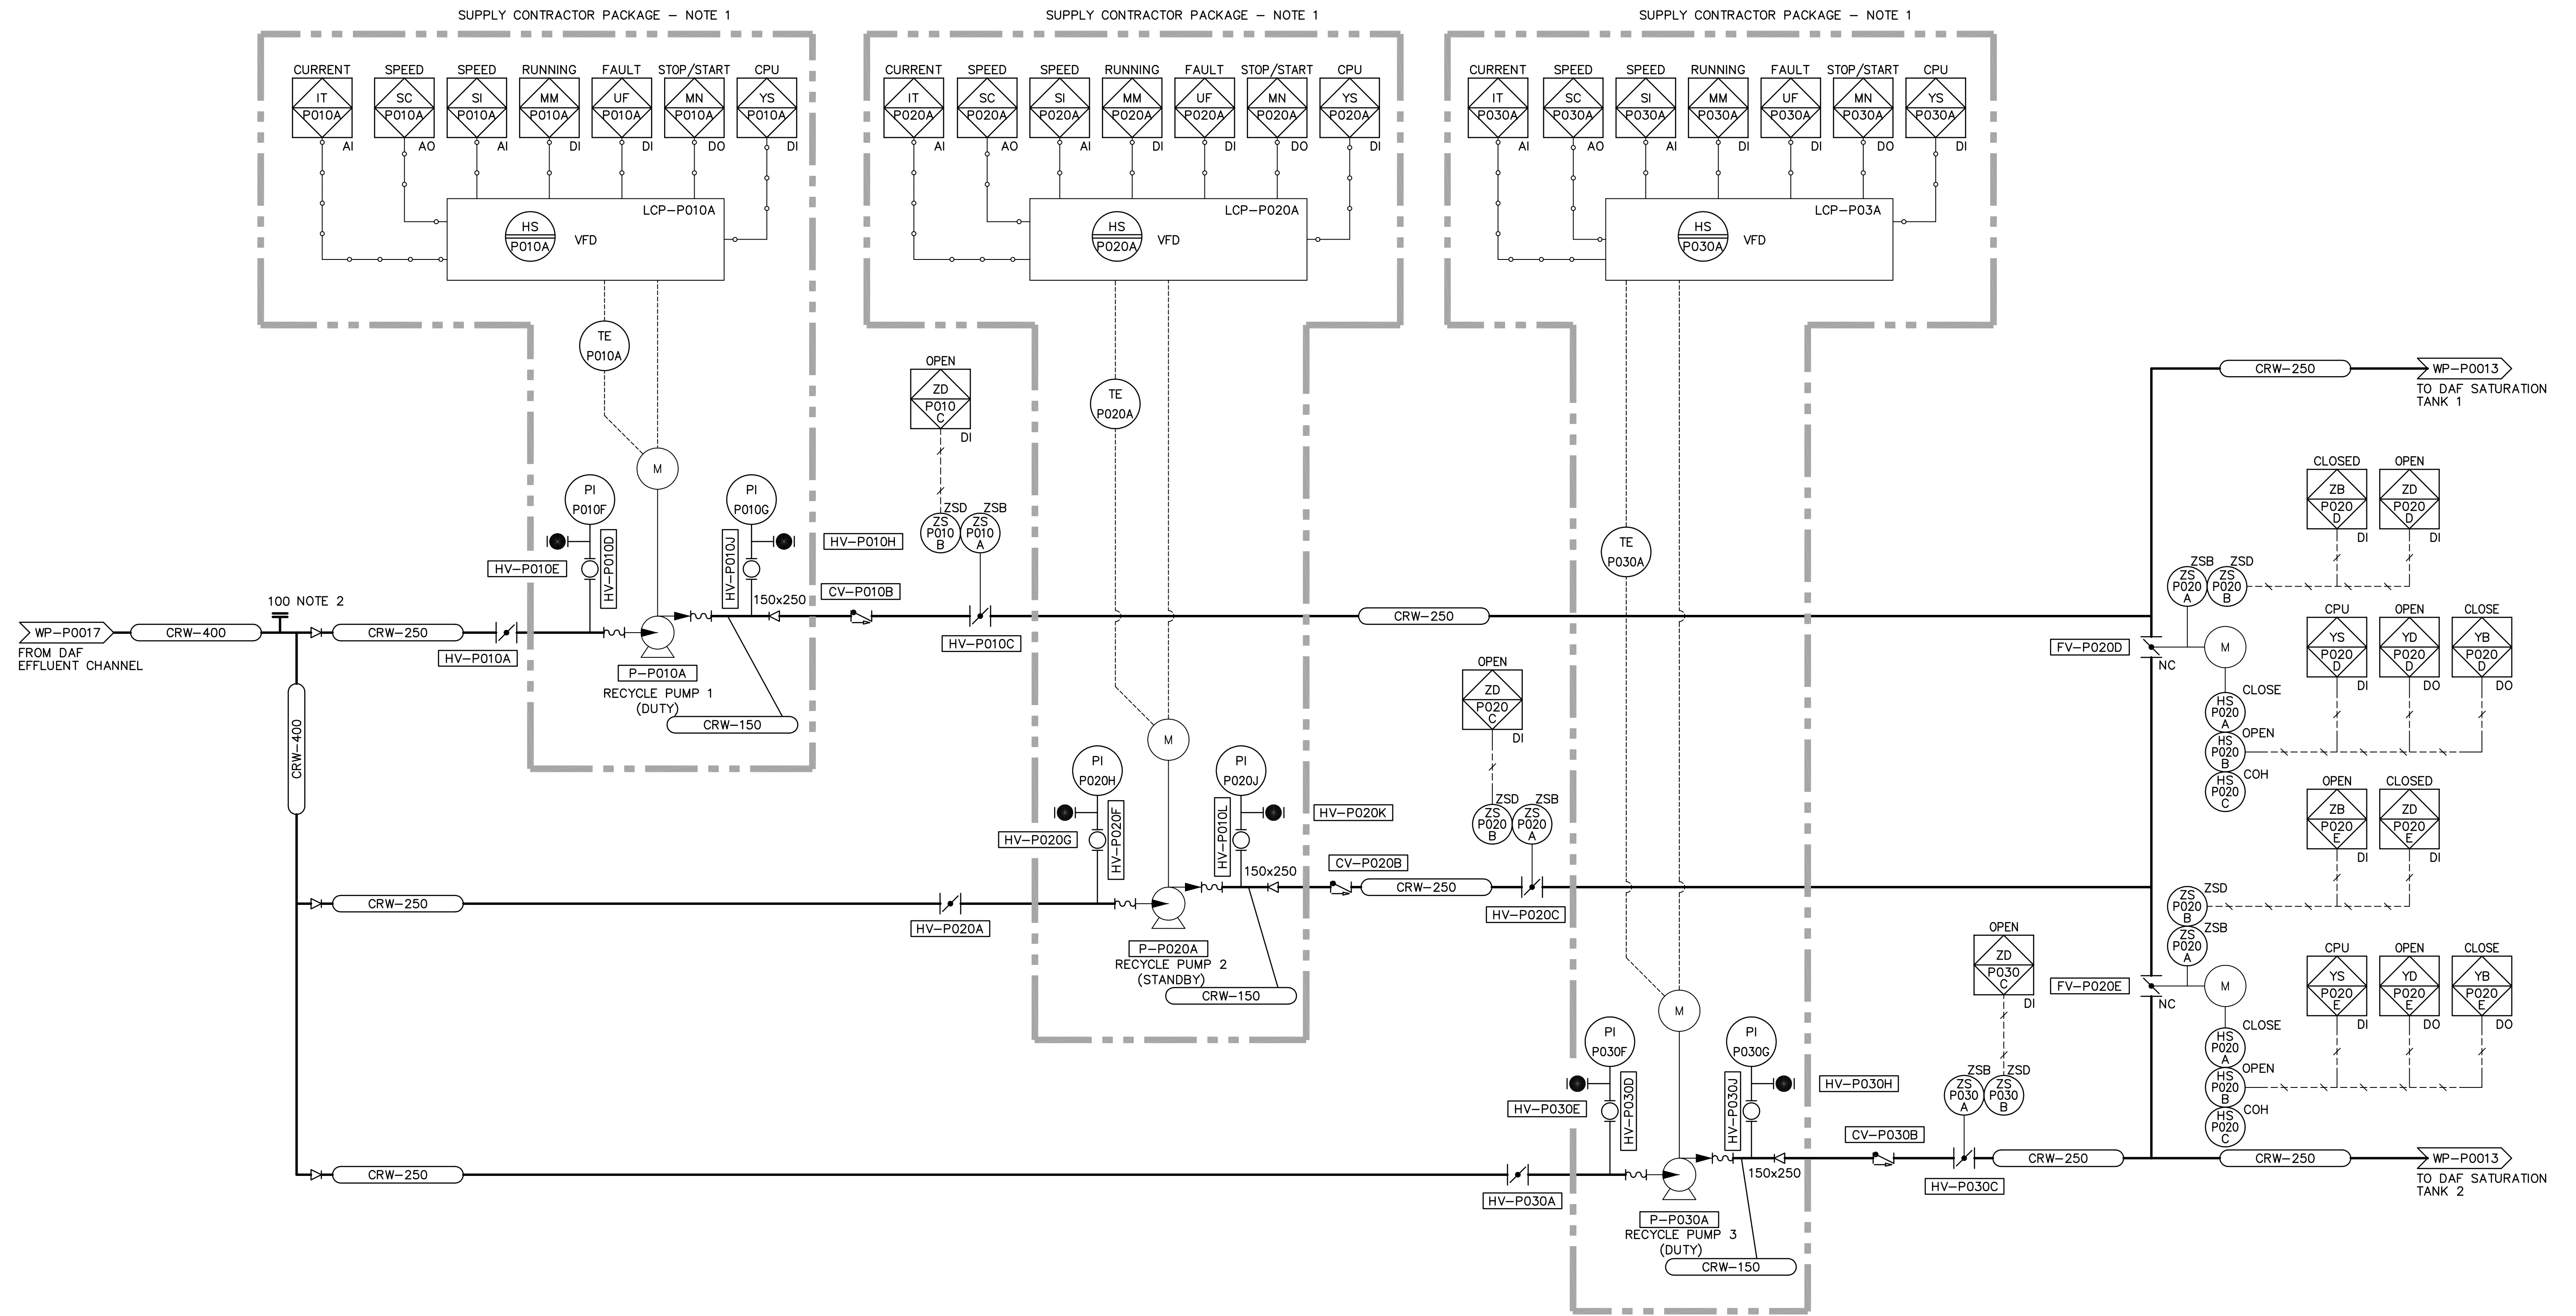 SUPPLY CONTRACTOR PACKAGE – NOTE 1
SUPPLY CONTRACTOR PACKAGE – NOTE 1
SUPPLY CONTRACTOR PACKAGE – NOTE 1
CURRENT
IT
P010A
AI
SPEED
SC
P010A
AO
SPEED
SI
P010A
AI
RUNNING
MM
P010A
DI
FAULT
UF
P010A
DI
STOP/START
MN
P010A
DO
CPU
YS
P010A
DI
LCP–P010A
HS
P010A
VFD
TE
P010A
M
CURRENT
IT
P020A
AI
SPEED
SC
P020A
AO
SPEED
SI
P020A
AI
RUNNING
MM
P020A
DI
FAULT
UF
P020A
DI
STOP/START
MN
P020A
DO
CPU
YS
P020A
DI
LCP–P020A
HS
P020A
VFD
TE
P020A
M
CURRENT
IT
P030A
AI
SPEED
SC
P030A
AO
SPEED
SI
P030A
AI
RUNNING
MM
P030A
DI
FAULT
UF
P030A
DI
STOP/START
MN
P030A
DO
CPU
YS
P030A
DI
LCP–P03A
HS
P030A
VFD
TE
P030A
M
WP–P0017
FROM DAF
EFFLUENT CHANNEL
CRW–400
100 NOTE 2
CRW–400
CRW–250
HV–P010A
PI
P010F
HV–P010D
HV–P010E
P–P010A
RECYCLE PUMP 1
(DUTY)
CRW–150
PI
P010G
HV–P010J
HV–P010H
150x250
CV–P010B
OPEN
ZD
P010
C
DI
ZSD
ZS
P010
B
ZSB
ZS
P010
A
HV–P010C
CRW–250
CRW–250
HV–P020A
PI
P020H
HV–P020F
HV–P020G
P–P020A
RECYCLE PUMP 2
(STANDBY)
CRW–150
PI
P020J
HV–P010L
HV–P020K
150x250
CV–P020B
CRW–250
OPEN
ZD
P020
C
DI
ZSD
ZS
P020
B
ZSB
ZS
P020
A
HV–P020C
CRW–250
HV–P030A
PI
P030F
HV–P030D
HV–P030E
P–P030A
RECYCLE PUMP 3
(DUTY)
CRW–150
PI
P030G
HV–P030J
HV–P030H
150x250
CV–P030B
OPEN
ZD
P030
C
DI
ZSB
ZS
P030
A
ZSD
ZS
P030
B
HV–P030C
CRW–250
CRW–250
WP–P0013
TO DAF SATURATION
TANK 1
CLOSED
ZB
P020
D
DI
OPEN
ZD
P020
D
DI
ZSB
ZS
P020
A
ZSD
ZS
P020
B
FV–P020D
NC
M
CPU
YS
P020
D
DI
OPEN
YD
P020
D
DO
CLOSE
YB
P020
D
DO
CLOSE
HS
P020
A
OPEN
HS
P020
B
COH
HS
P020
C
OPEN
ZB
P020
E
DI
CLOSED
ZD
P020
E
DI
ZSD
ZS
P020
B
ZSB
ZS
P020
A
FV–P020E
NC
M
CPU
YS
P020
E
DI
OPEN
YD
P020
E
DO
CLOSE
YB
P020
E
DO
CLOSE
HS
P020
A
OPEN
HS
P020
B
COH
HS
P020
C
CRW–250
WP–P0013
TO DAF SATURATION
TANK 2